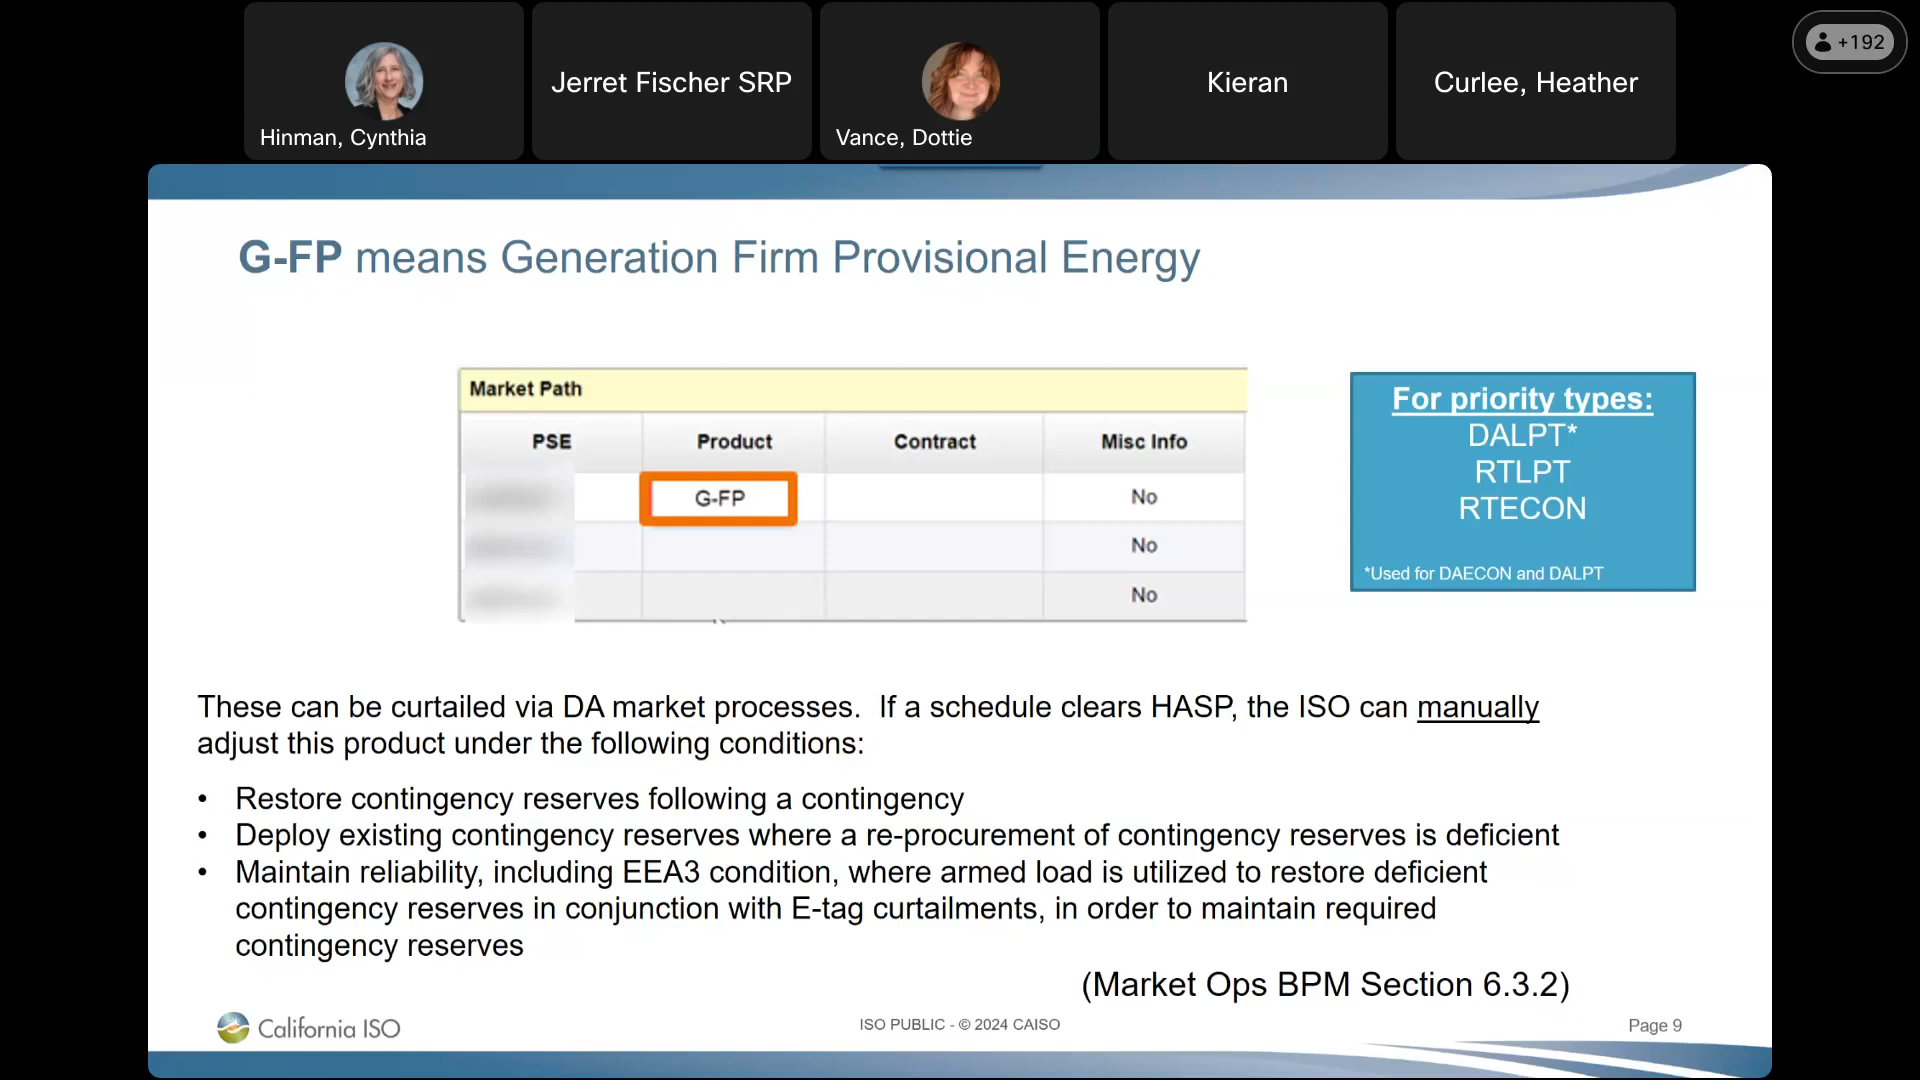 Hinman, Cynthia
Jerret Fischer SRP
Vance, Dottie
Kieran
Curlee, Heather
+192
G-FP means Generation Firm Provisional Energy
Market Path
PSE Product Contract Misc Info
G-FP No
No
No
For priority types:
DALPT*
RTLPT
RTECON
*Used for DAECON and DALPT
These can be curtailed via DA market processes.  If a schedule clears HASP, the ISO can manually
adjust this product under the following conditions:
• Restore contingency reserves following a contingency
• Deploy existing contingency reserves where a re-procurement of contingency reserves is deficient
• Maintain reliability, including EEA3 condition, where armed load is utilized to restore deficient
contingency reserves in conjunction with E-tag curtailments, in order to maintain required
contingency reserves
(Market Ops BPM Section 6.3.2)
California ISO
ISO PUBLIC - © 2024 CAISO
Page 9